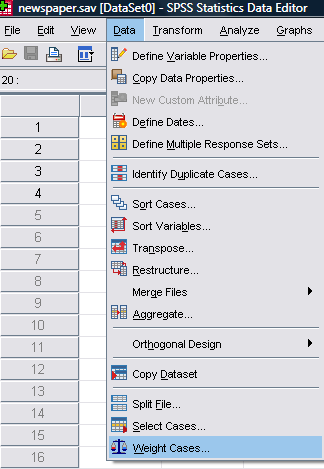 newspaper.sav [DataSet0] - SPSS Statistics Data Editor
File Edit View Data Transform Analyze Graphs
20 :
Define Variable Properties...
Copy Data Properties...
New Custom Attribute...
Define Dates...
Define Multiple Response Sets...
Identify Duplicate Cases...
Sort Cases...
Sort Variables...
Transpose...
Restructure...
Merge Files
Aggregate...
Orthogonal Design
Copy Dataset
Split File...
Select Cases...
Weight Cases...
1
2
3
4
5
6
7
8
9
10
11
12
13
14
15
16